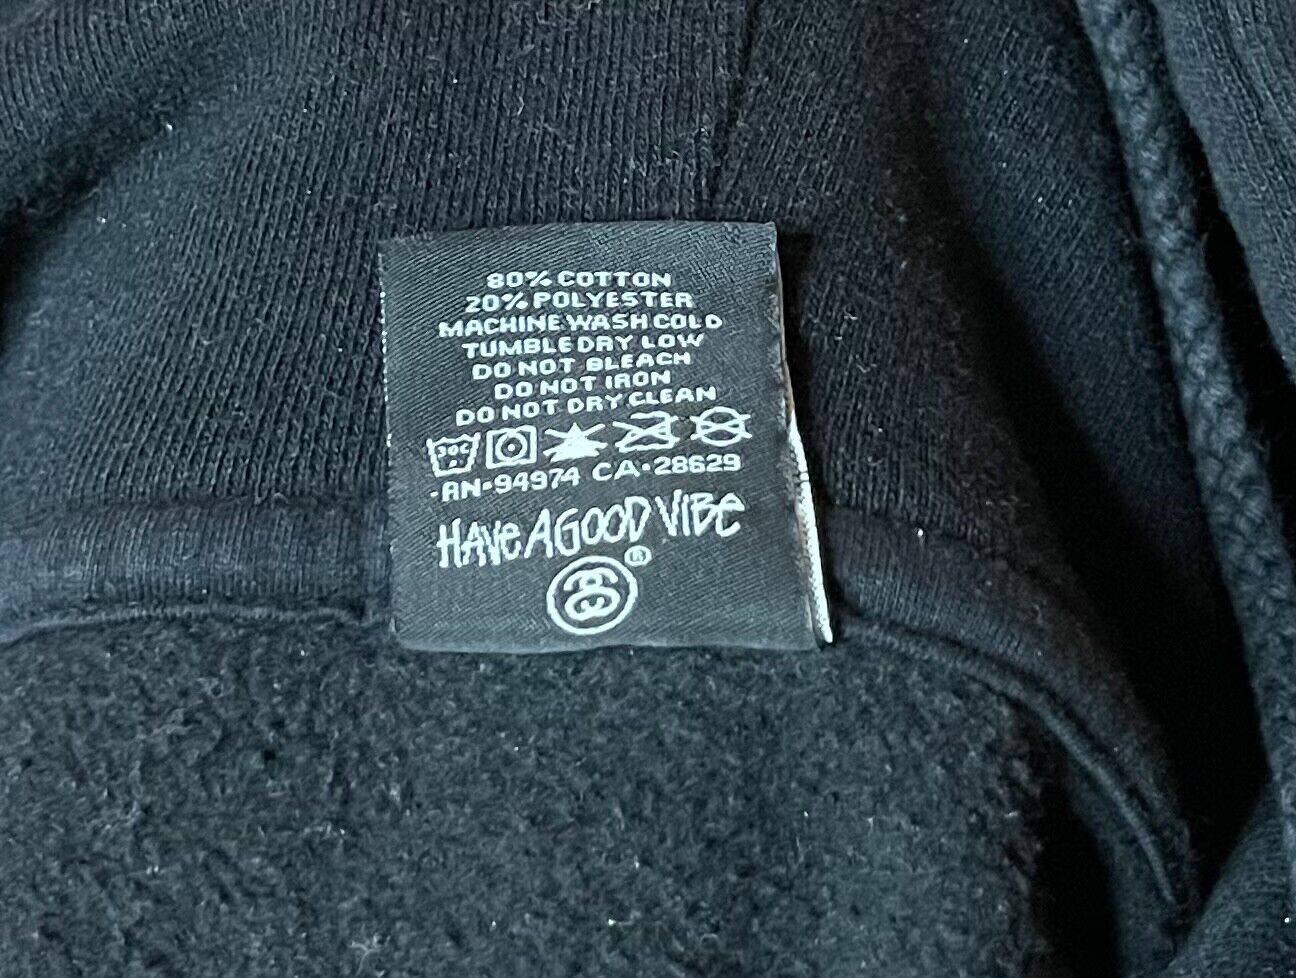 80% COTTON
20% POLYESTER
MACHINE WASH COLD
TUMBLE DRY LOW
DO NOT BLEACH
DO NOT IRON
DO NOT DRY CLEAN
30C
·RN·94974 CA·28629
HAVE A GOOD VIBE
®